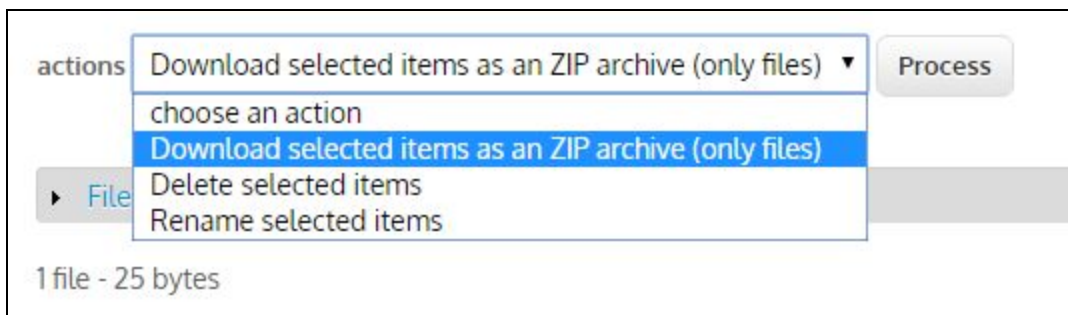 actions Download selected items as an ZIP archive (only files) ▼ Process
choose an action
Download selected items as an ZIP archive (only files)
Delete selected items
File
Rename selected items
1 file - 25 bytes